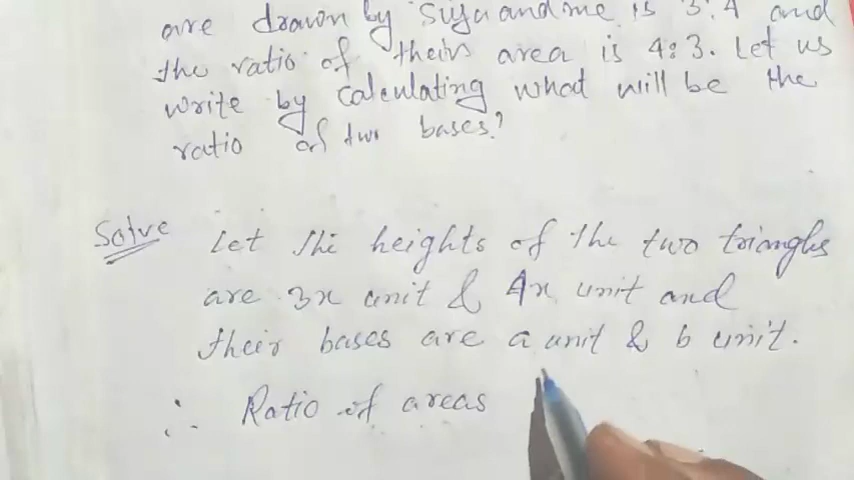 are drawn by Suja and me is 3:4 and
the ratio of their area is 4:3. Let us
write by calculating what will be the
ratio of two bases?
Solve Let the heights of the two triangles
are 3x unit & 4x unit and
their bases are a unit & b unit.
∴ Ratio of areas